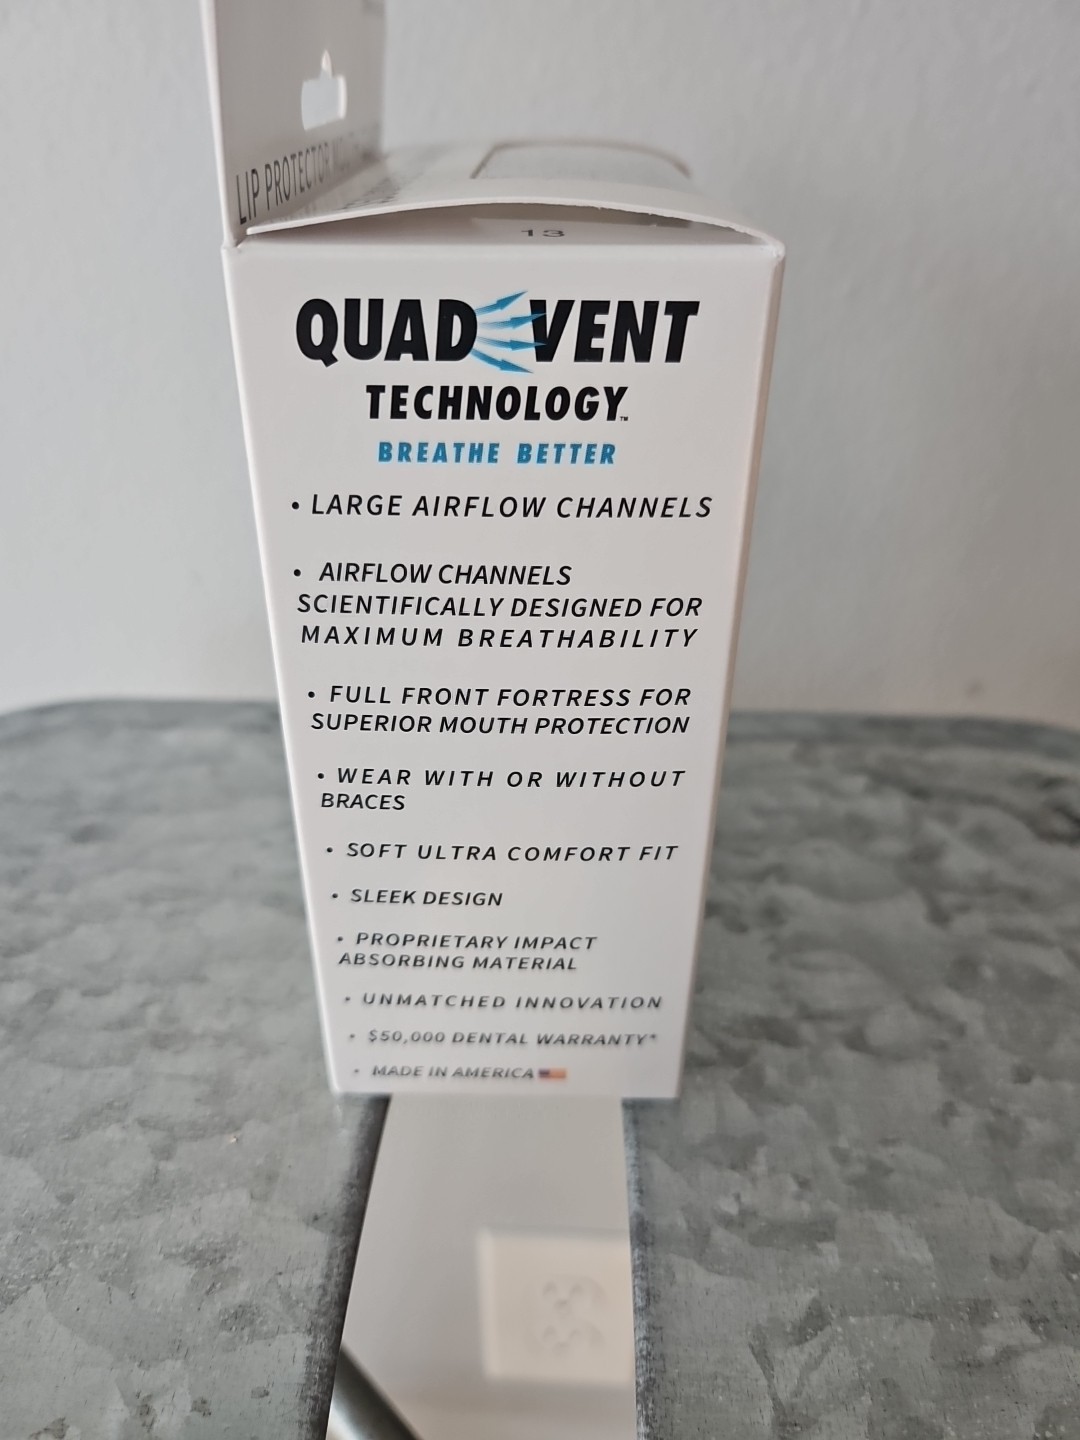 LIP PROTECTOR
13
QUAD VENT
TECHNOLOGY™
BREATHE BETTER
• LARGE AIRFLOW CHANNELS
• AIRFLOW CHANNELS
SCIENTIFICALLY DESIGNED FOR
MAXIMUM BREATHABILITY
• FULL FRONT FORTRESS FOR
SUPERIOR MOUTH PROTECTION
• WEAR WITH OR WITHOUT
BRACES
• SOFT ULTRA COMFORT FIT
• SLEEK DESIGN
• PROPRIETARY IMPACT
ABSORBING MATERIAL
• UNMATCHED INNOVATION
• $50,000 DENTAL WARRANTY*
• MADE IN AMERICA